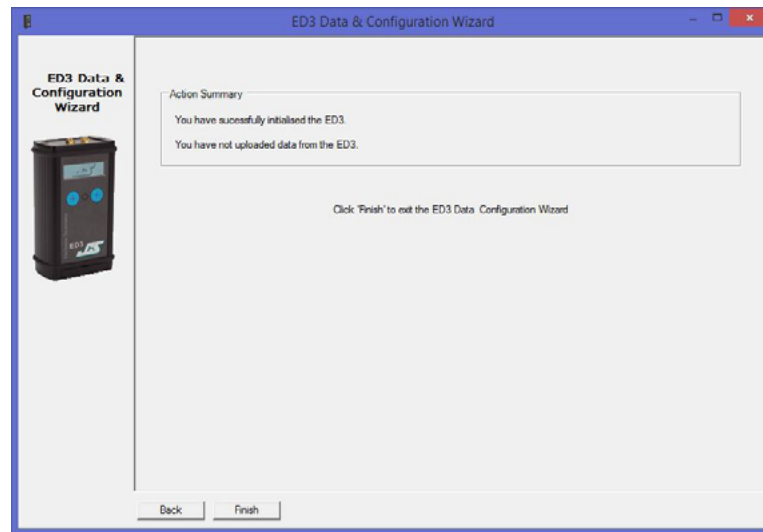 ED3 Data & Configuration Wizard
ED3 Data &
Configuration
Wizard
Action Summary
You have sucessfully initialised the ED3.
You have not uploaded data from the ED3.
Click 'Finish' to exit the ED3 Data Configuration Wizard
ED3
Back
Finish